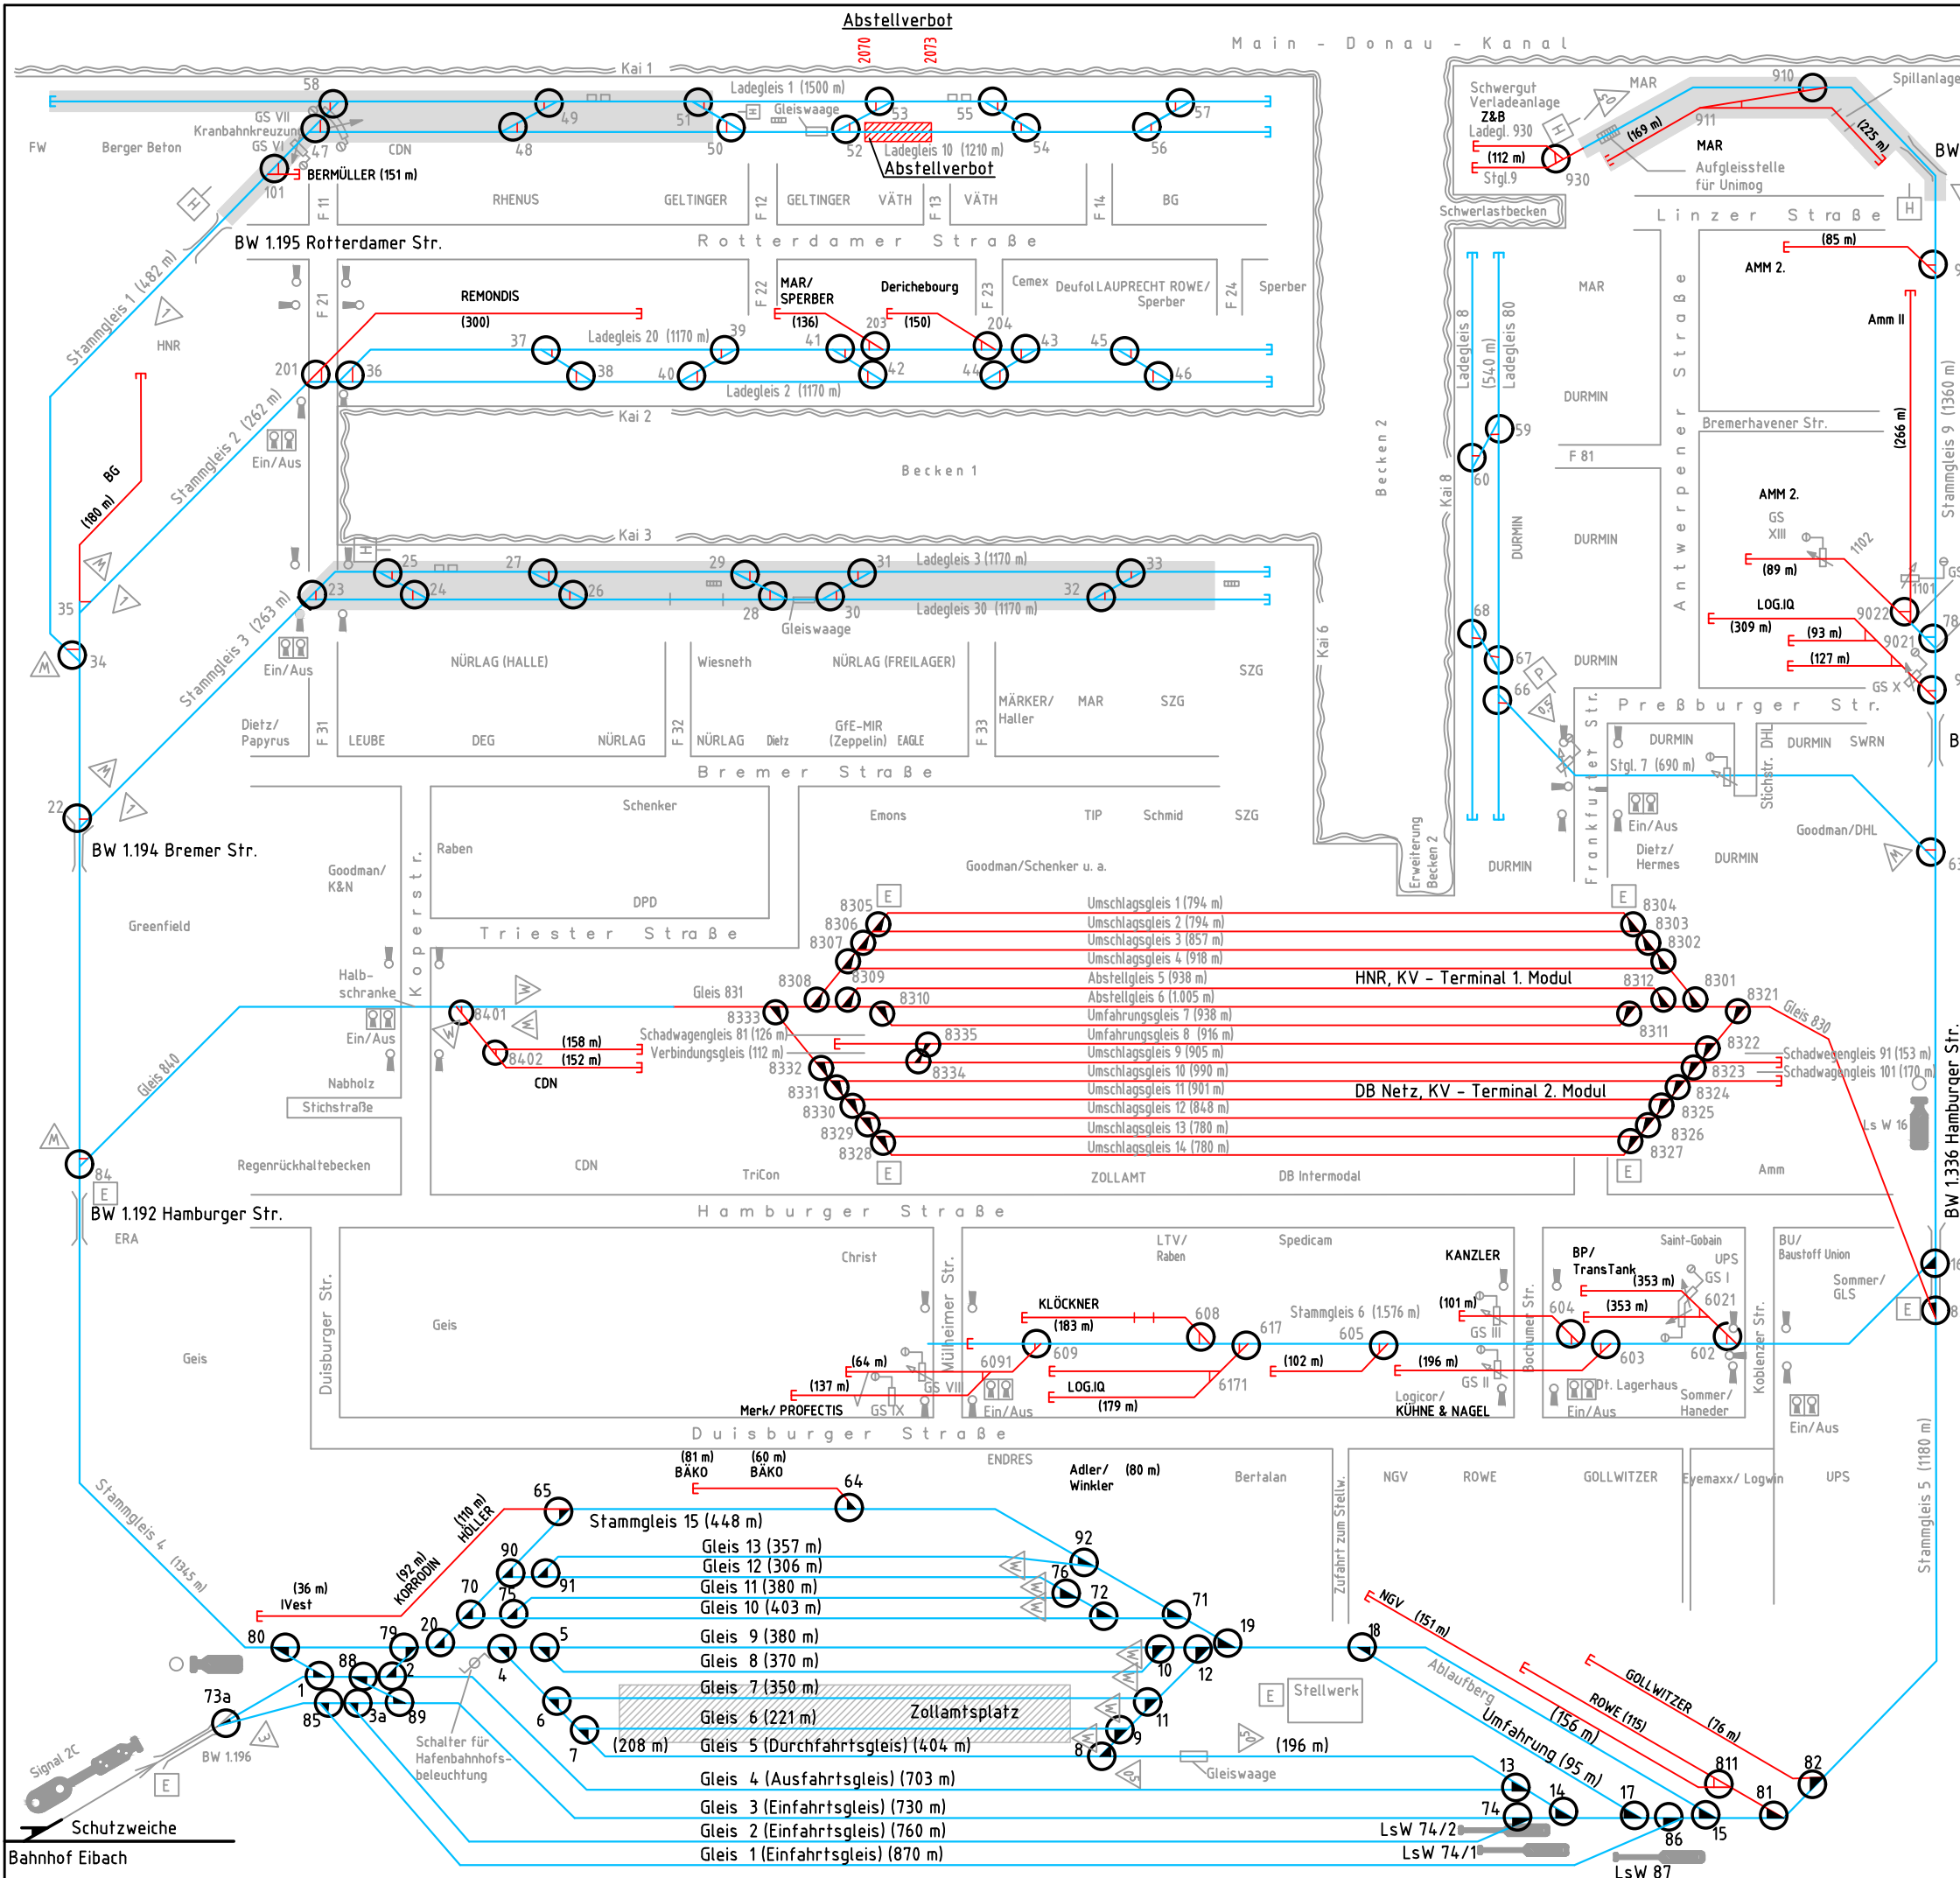 Abstellverbot
2070
2073
Main - Donau - Kanal
Kai 1
58
Ladegleis 1 (1500 m)
GS VII
Kranbahnkreuzung
GS VI
49
51
Gleiswaage
H
53
55
57
FW
Berger Beton
47
CDN
48
50
52
Ladegleis 10 (1210 m)
54
56
Abstellverbot
101
BERMÜLLER (151 m)
H
F 11
RHENUS
GELTINGER
F 12
GELTINGER
VÄTH
F 13
VÄTH
F 14
BG
BW 1.195 Rotterdamer Str.
Rotterdamer Straße
Schwergut
Verladeanlage
Z&B
Ladegl. 930
(112 m)
Stgl.9
930
H
05
MAR
(169 m)
911
910
(225 m)
Spillanlage
MAR
Aufgleisstelle
für Unimog
BW
H
Schwerlastbecken
Linzer Straße
(85 m)
AMM 2.
9
Stammgleis 1 (482 m)
1
HNR
F 21
REMONDIS
(300)
F 22
MAR/
SPERBER
(136)
Derichebourg
(150)
F 23
Cemex
Deufol
LAUPRECHT ROWE/
Sperber
F 24
Sperber
203
204
37
Ladegleis 20 (1170 m)
39
41
43
45
201
36
38
40
42
44
46
Ladegleis 2 (1170 m)
Kai 2
Stammgleis 2 (262 m)
Ein/Aus
BG
(180 m)
Becken 1
Becken 2
Kai 8
Ladegleis 8
(540 m)
Ladegleis 80
59
60
MAR
DURMIN
F 81
DURMIN
DURMIN
Antwerpener Straße
Bremerhavener Str.
Amm II
(266 m)
Stammgleis 9 (1360 m)
AMM 2.
GS
XIII
1102
(89 m)
GS
1101
LOG.IQ
(309 m)
(93 m)
(127 m)
9022
9021
78
GS X
9
Kai 3
H
25
27
29
31
Ladegleis 3 (1170 m)
33
23
24
26
28
30
32
Ladegleis 30 (1170 m)
Gleiswaage
W
1
35
34
W
Stammgleis 3 (263 m)
Ein/Aus
Kai 6
68
67
66
P
0,5
DURMIN
NÜRLAG (HALLE)
Wiesneth
NÜRLAG (FREILAGER)
SZG
MÄRKER/
Haller
MAR
SZG
Dietz/
Papyrus
F 31
LEUBE
DEG
NÜRLAG
F 32
NÜRLAG
Dietz
GfE-MIR
(Zeppelin)
EAGLE
F 33
Bremer Straße
Preßburger Str.
Frankfurter Str.
DURMIN
Stgl. 7 (690 m)
Stichstr. DHL
DURMIN
SWRN
B
Ein/Aus
Dietz/
Hermes
DURMIN
Goodman/DHL
W
63
W
1
22
BW 1.194 Bremer Str.
Schenker
Raben
Koperstr.
Goodman/
K&N
DPD
Emons
TIP
Schmid
SZG
Goodman/Schenker u. a.
Erweiterung
Becken 2
DURMIN
Greenfield
Triester Straße
E
E
8305
8306
8307
8308
8309
8310
8304
8303
8302
8312
8301
8311
8321
Umschlagsgleis 1 (794 m)
Umschlagsgleis 2 (794 m)
Umschlagsgleis 3 (857 m)
Umschlagsgleis 4 (918 m)
Abstellgleis 5 (938 m)
Abstellgleis 6 (1.005 m)
Umfahrungsgleis 7 (938 m)
Umfahrungsgleis 8 (916 m)
Umschlagsgleis 9 (905 m)
Umschlagsgleis 10 (990 m)
Umschlagsgleis 11 (901 m)
Umschlagsgleis 12 (848 m)
Umschlagsgleis 13 (780 m)
Umschlagsgleis 14 (780 m)
HNR, KV - Terminal 1. Modul
DB Netz, KV - Terminal 2. Modul
Halb-
schranke
Ein/Aus
W
W
W
Gleis 831
8401
8402
(158 m)
(152 m)
CDN
8333
Schadwagengleis 81 (126 m)
Verbindungsgleis (112 m)
8335
8334
8332
8331
8330
8329
8328
8322
8323
8324
8325
8326
8327
Gleis 830
Schadwegengleis 91 (153 m)
Schadwagengleis 101 (170 m)
Ls W 16
BW 1.336 Hamburger Str.
Gleis 840
Nabholz
Stichstraße
W
84
E
Regenrückhaltebecken
CDN
TriCon
E
ZOLLAMT
DB Intermodal
E
Amm
BW 1.192 Hamburger Str.
ERA
Hamburger Straße
Duisburger Str.
Geis
Geis
Christ
Mülheimer Str.
LTV/
Raben
Spedicam
KANZLER
BP/
TransTank
(353 m)
(353 m)
Saint-Gobain
UPS
GS I
6021
BU/
Baustoff Union
Sommer/
GLS
16
E
8
KLÖCKNER
(183 m)
608
617
Stammgleis 6 (1.576 m)
605
(101 m)
GS III
604
603
602
(64 m)
6091
609
(137 m)
GS VIII
GS IX
Merk/ PROFECTIS
Ein/Aus
LOG.IQ
(179 m)
6171
(102 m)
(196 m)
GS II
Logicor/
KÜHNE & NAGEL
Bochumer Str.
Dt. Lagerhaus
Ein/Aus
Sommer/
Haneder
Koblenzer Str.
Ein/Aus
Duisburger Straße
(81 m)
BÄKO
(60 m)
BÄKO
64
ENDRES
Adler/
Winkler
(80 m)
Bertalan
Zufahrt zum Stellw.
NGV
ROWE
GOLLWITZER
Eyemaxx/ Logwin
UPS
Stammgleis 5 (1180 m)
Stammgleis 4 (1345 m)
(110 m)
HÖLLER
65
Stammgleis 15 (448 m)
(92 m)
KORRODIN
(36 m)
IVest
90
91
70
75
20
Gleis 13 (357 m)
Gleis 12 (306 m)
Gleis 11 (380 m)
Gleis 10 (403 m)
Gleis 9 (380 m)
Gleis 8 (370 m)
Gleis 7 (350 m)
Gleis 6 (221 m)
Zollamtsplatz
(208 m)
Gleis 5 (Durchfahrtsgleis) (404 m)
(196 m)
Gleis 4 (Ausfahrtsgleis) (703 m)
Gleis 3 (Einfahrtsgleis) (730 m)
Gleis 2 (Einfahrtsgleis) (760 m)
Gleis 1 (Einfahrtsgleis) (870 m)
W
W
W
W
W
W
92
76
72
71
19
10
12
11
9
8
05
05
Gleiswaage
80
79
88
2
1
85
3a
89
4
5
6
7
73a
3
BW 1.196
E
Signal 2C
Schalter für
Hafenbahnhofs-
beleuchtung
Schutzweiche
Bahnhof Eibach
18
E
Stellwerk
Ablaufberg
Umfahrung (95 m)
(156 m)
NGV
(151 m)
ROWE (115)
GOLLWITZER
(76 m)
811
82
81
13
14
17
74
86
15
LsW 74/2
LsW 74/1
LsW 87